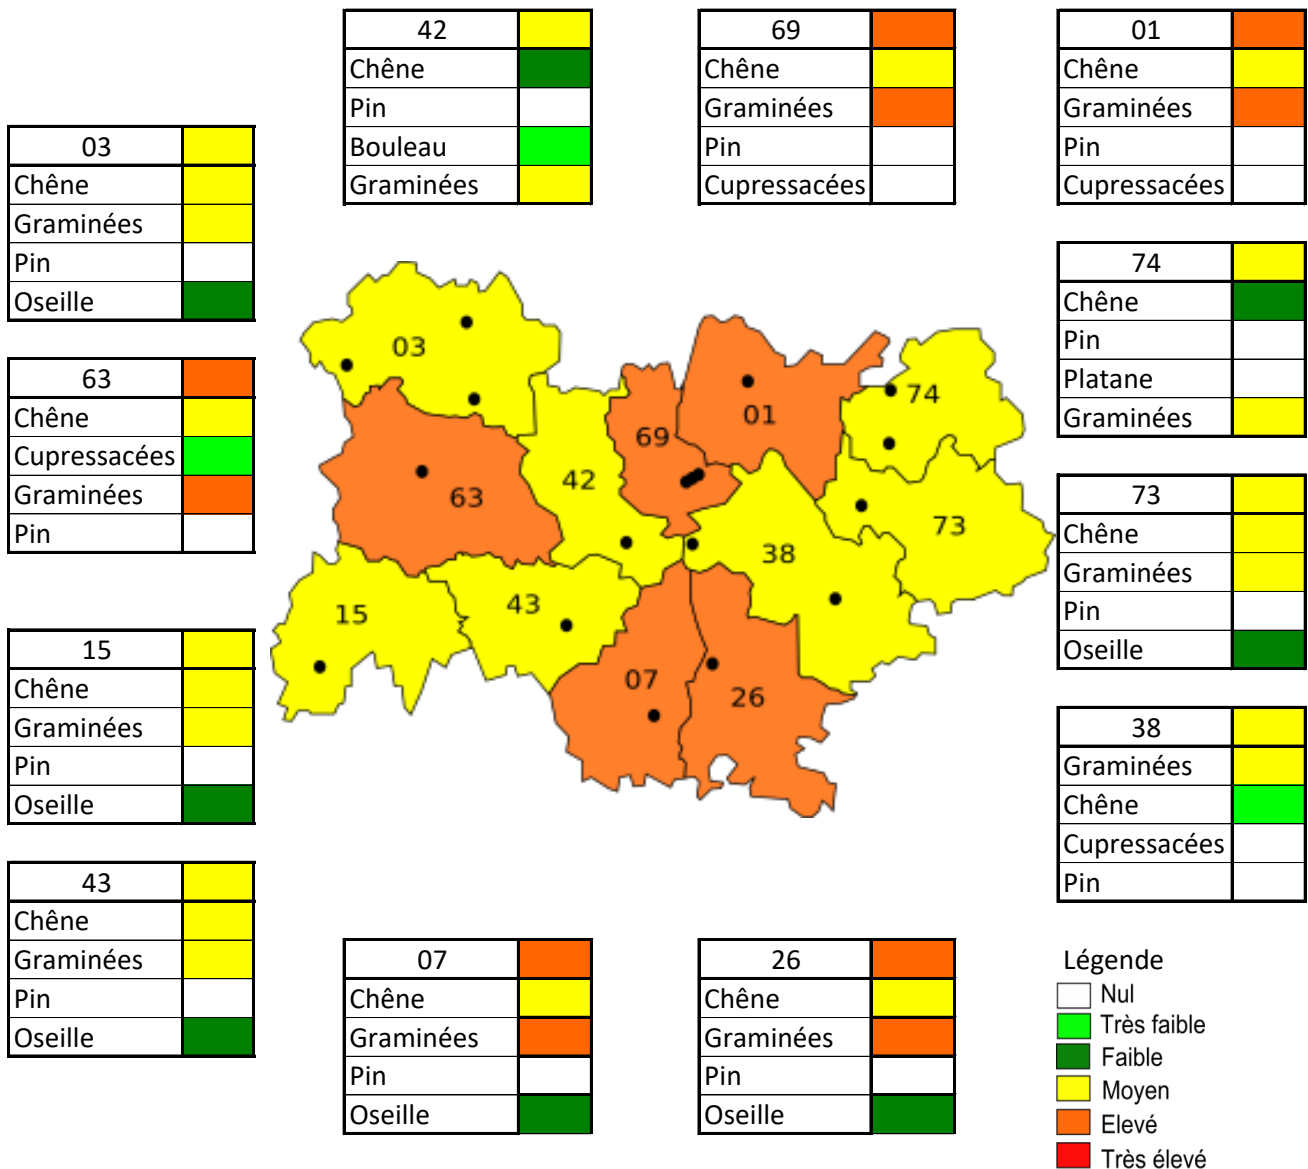 42
Chêne
Pin
Bouleau
Graminées
69
Chêne
Graminées
Pin
Cupressacées
01
Chêne
Graminées
Pin
Cupressacées
03
Chêne
Graminées
Pin
Oseille
74
Chêne
Pin
Platane
Graminées
63
Chêne
Cupressacées
Graminées
Pin
73
Chêne
Graminées
Pin
Oseille
15
Chêne
Graminées
Pin
Oseille
38
Graminées
Chêne
Cupressacées
Pin
43
Chêne
Graminées
Pin
Oseille
07
Chêne
Graminées
Pin
Oseille
26
Chêne
Graminées
Pin
Oseille
03
74
01
69
42
63
73
38
43
15
07
26
Légende
Nul
Très faible
Faible
Moyen
Elevé
Très élevé